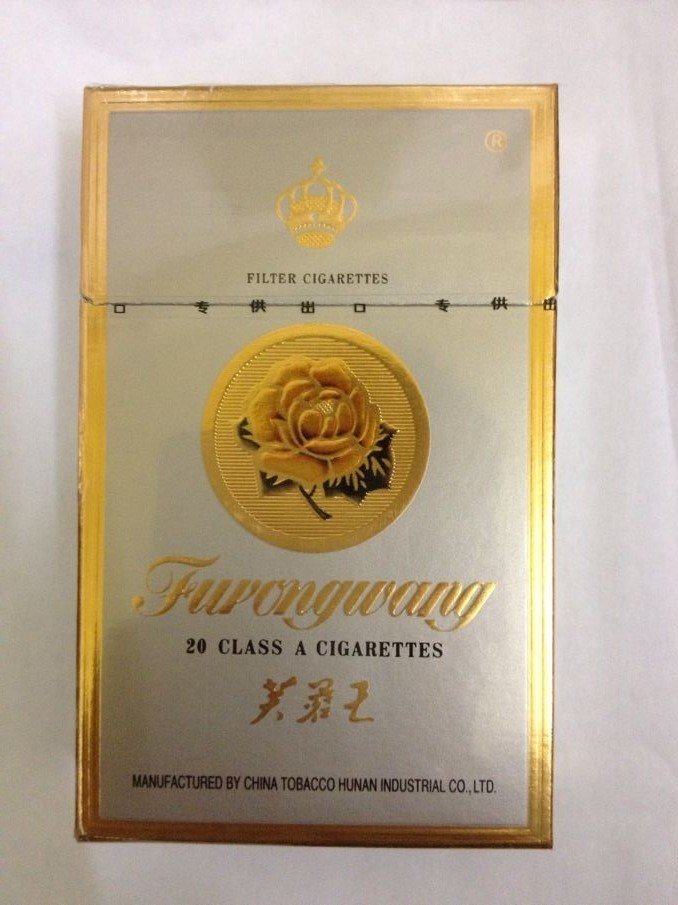 ®
FILTER CIGARETTES
口 专供出口 专供出
Furongwang
20 CLASS A CIGARETTES
芙蓉王
MANUFACTURED BY CHINA TOBACCO HUNAN INDUSTRIAL CO., LTD.